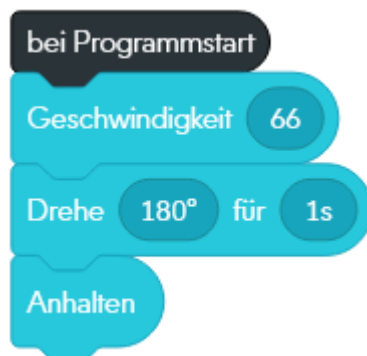 bei Programmstart
Geschwindigkeit 66
Drehe 180° für 1s
Anhalten